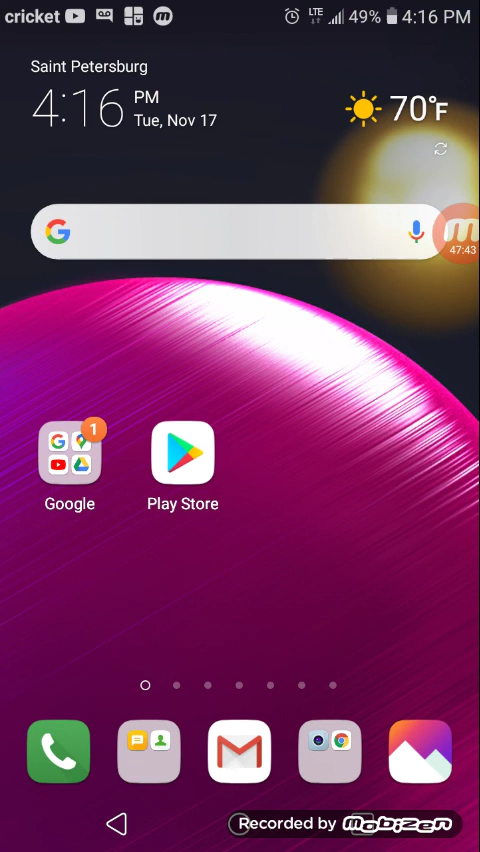 cricket
LTE
49%
4:16 PM
Saint Petersburg
4:16
PM
Tue, Nov 17
70°F
47:43
1
Google
Play Store
Recorded by Mobizen